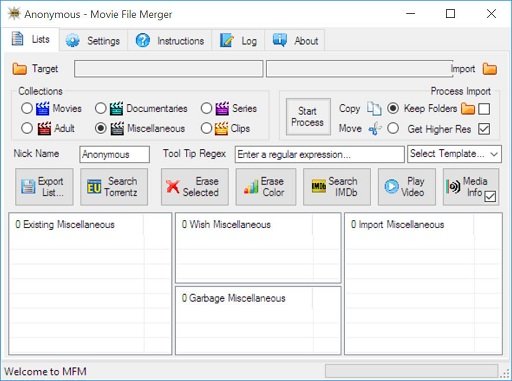 Anonymous - Movie File Merger
Lists Settings Instructions Log About
Target Import
Collections Process Import
Movies Documentaries Series Start Process Copy Keep Folders
Adult Miscellaneous Clips Move Get Higher Res
Nick Name Anonymous Tool Tip Regex Enter a regular expression... Select Template...
Export List... EU Search Torrentz Erase Selected Erase Color IMDb Search IMDb Play Video Media Info
0 Existing Miscellaneous 0 Wish Miscellaneous 0 Import Miscellaneous
0 Garbage Miscellaneous
Welcome to MFM